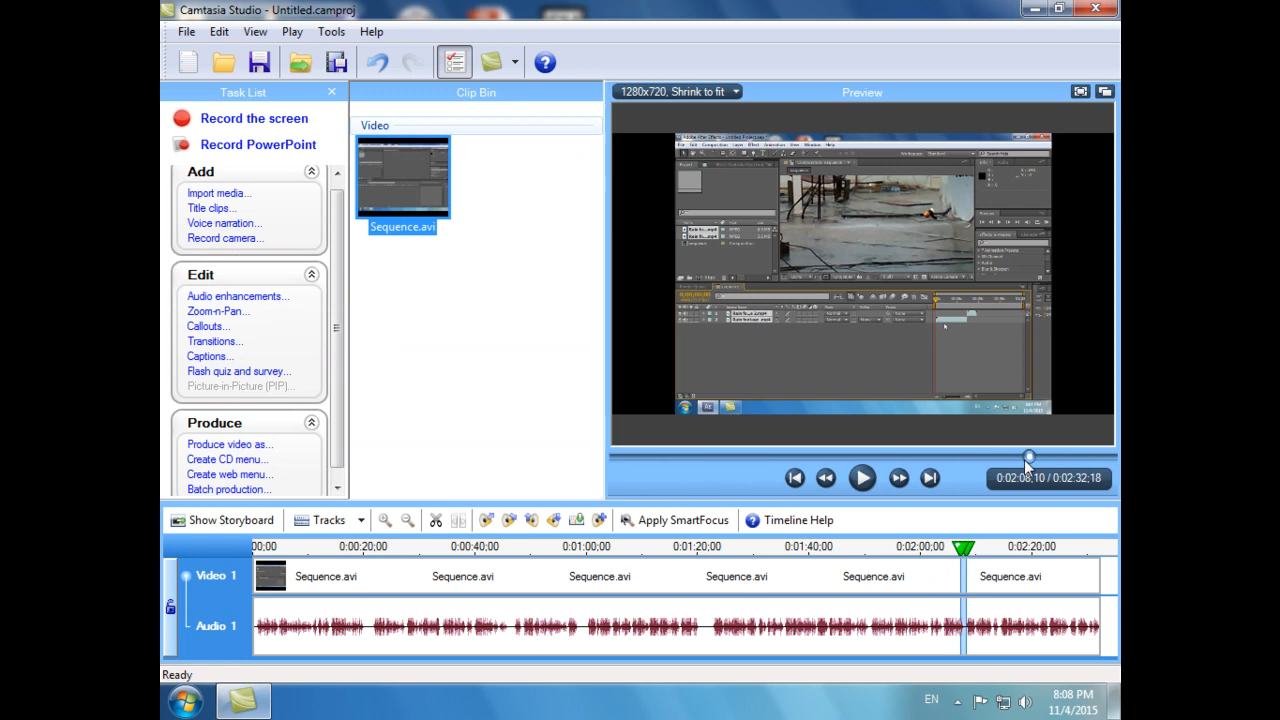 Camtasia Studio - Untitled.camproj
File Edit View Play Tools Help
Task List
Clip Bin
1280x720, Shrink to fit
Preview
Record the screen
Record PowerPoint
Video
Sequence.avi
Add
Import media...
Title clips...
Voice narration...
Record camera...
Edit
Audio enhancements...
Zoom-n-Pan...
Callouts...
Transitions...
Captions...
Flash quiz and survey...
Picture-in-Picture (PIP)...
Produce
Produce video as...
Create CD menu...
Create web menu...
Batch production...
0:02:08;10 / 0:02:32;18
Show Storyboard Tracks Apply SmartFocus Timeline Help
00;00 0:00:20;00 0:00:40;00 0:01:00;00 0:01:20;00 0:01:40;00 0:02:00;00 0:02:20;00
Video 1 Sequence.avi Sequence.avi Sequence.avi Sequence.avi Sequence.avi Sequence.avi
Audio 1
Ready
EN
8:08 PM
11/4/2015